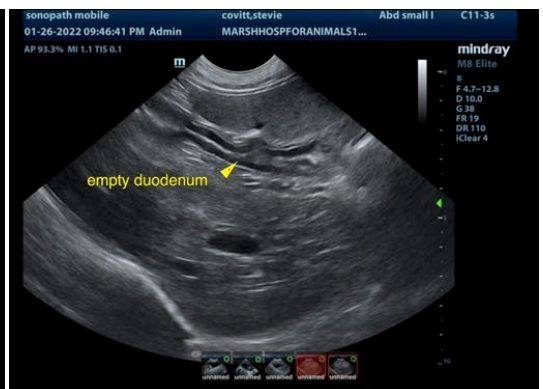 sonopath mobile covitt,stevie Abd small I C11-3s
01-26-2022 09:46:41 PM Admin MARSHHOSPFORANIMALS1...
AP 93.3% MI 1.1 TIS 0.1
mindray
M8 Elite
m
B
F 4.7~12.8
D 10.0
G 38
FR 19
DR 110
iClear 4
empty duodenum
5
10
unnamed unnamed unnamed unnamed unnamed